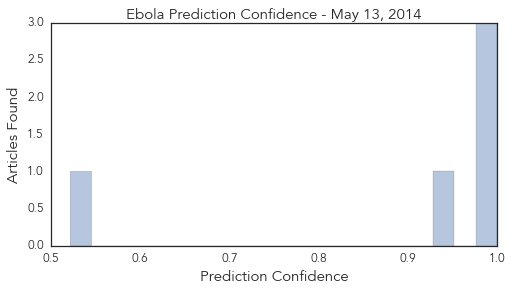 Ebola Prediction Confidence - May 13, 2014
3.0
2.5
2.0
1.5
1.0
0.5
0.0
Articles Found
0.5 0.6 0.7 0.8 0.9 1.0
Prediction Confidence